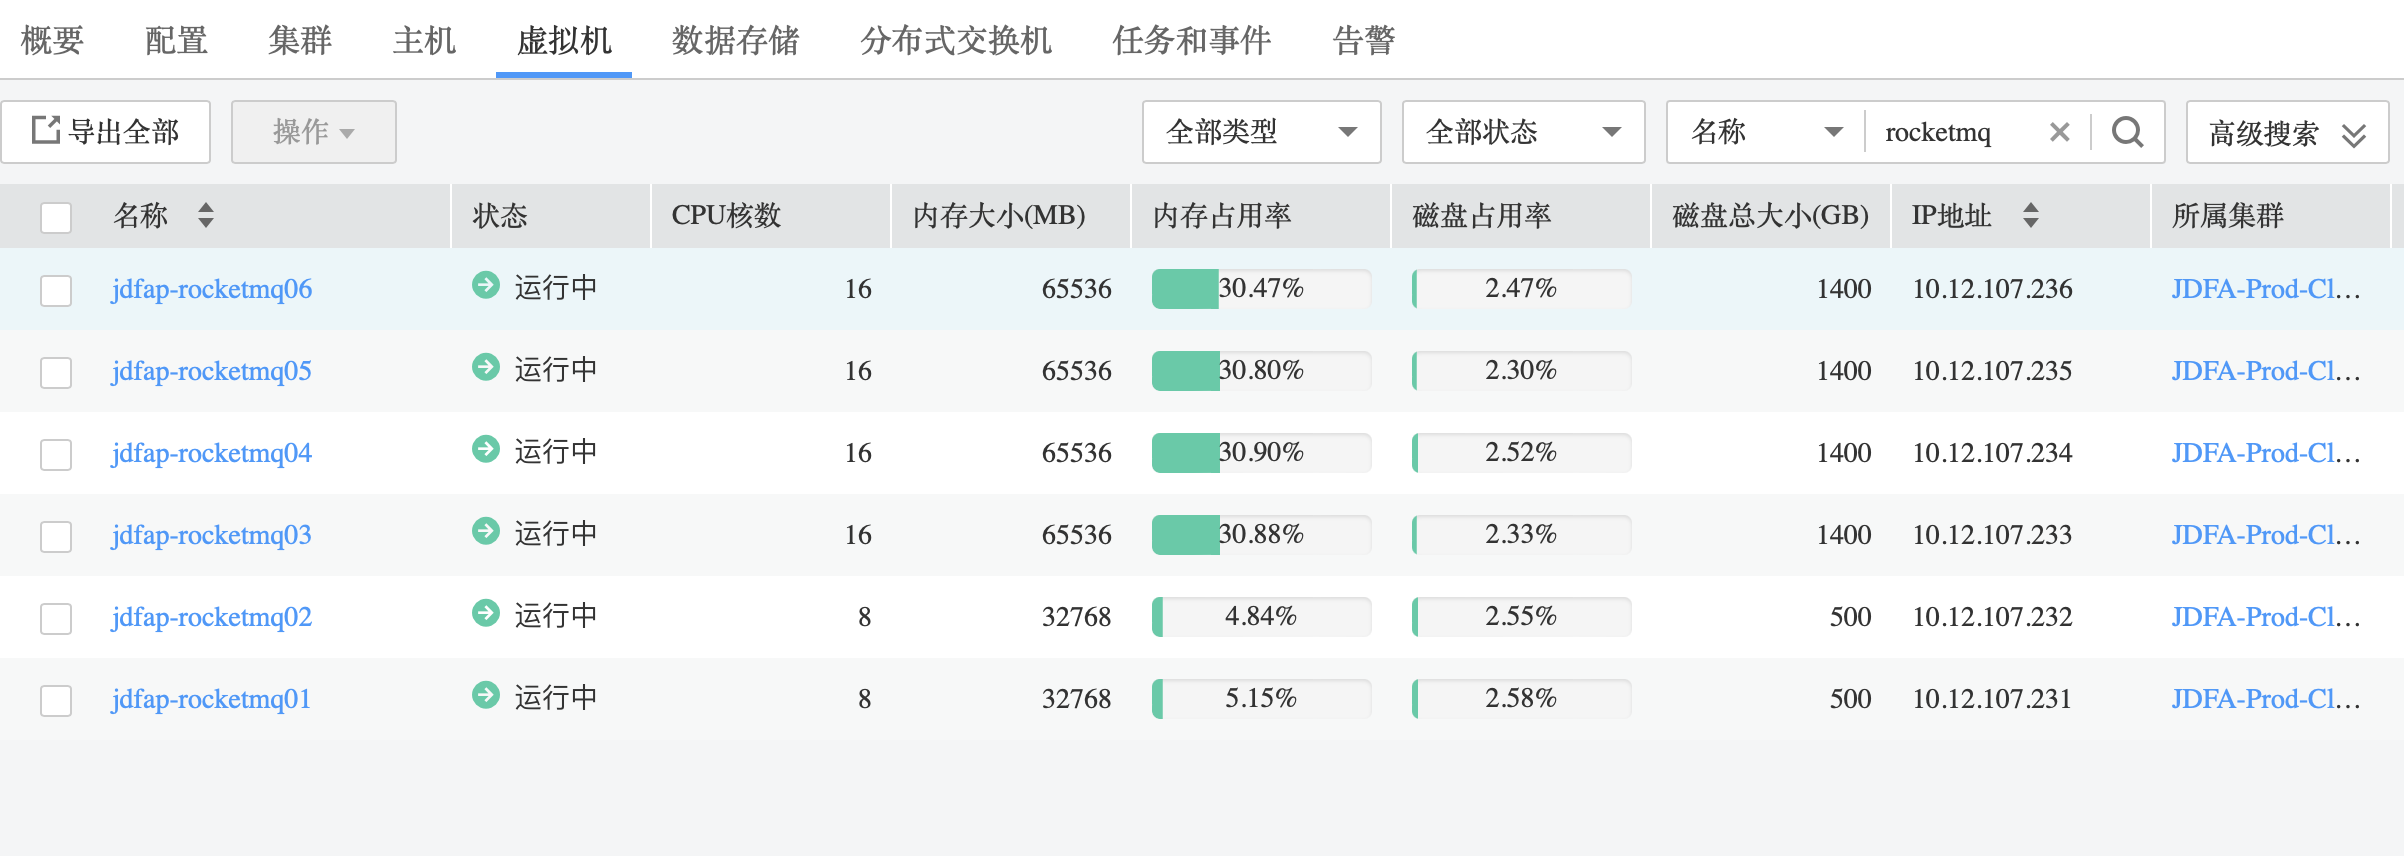 概要 配置 集群 主机 虚拟机 数据存储 分布式交换机 任务和事件 告警
导出全部 操作 全部类型 全部状态 名称 rocketmq 高级搜索
名称 状态 CPU核数 内存大小(MB) 内存占用率 磁盘占用率 磁盘总大小(GB) IP地址 所属集群
jdfap-rocketmq06 运行中 16 65536 30.47% 2.47% 1400 10.12.107.236 JDFA-Prod-Cl...
jdfap-rocketmq05 运行中 16 65536 30.80% 2.30% 1400 10.12.107.235 JDFA-Prod-Cl...
jdfap-rocketmq04 运行中 16 65536 30.90% 2.52% 1400 10.12.107.234 JDFA-Prod-Cl...
jdfap-rocketmq03 运行中 16 65536 30.88% 2.33% 1400 10.12.107.233 JDFA-Prod-Cl...
jdfap-rocketmq02 运行中 8 32768 4.84% 2.55% 500 10.12.107.232 JDFA-Prod-Cl...
jdfap-rocketmq01 运行中 8 32768 5.15% 2.58% 500 10.12.107.231 JDFA-Prod-Cl...